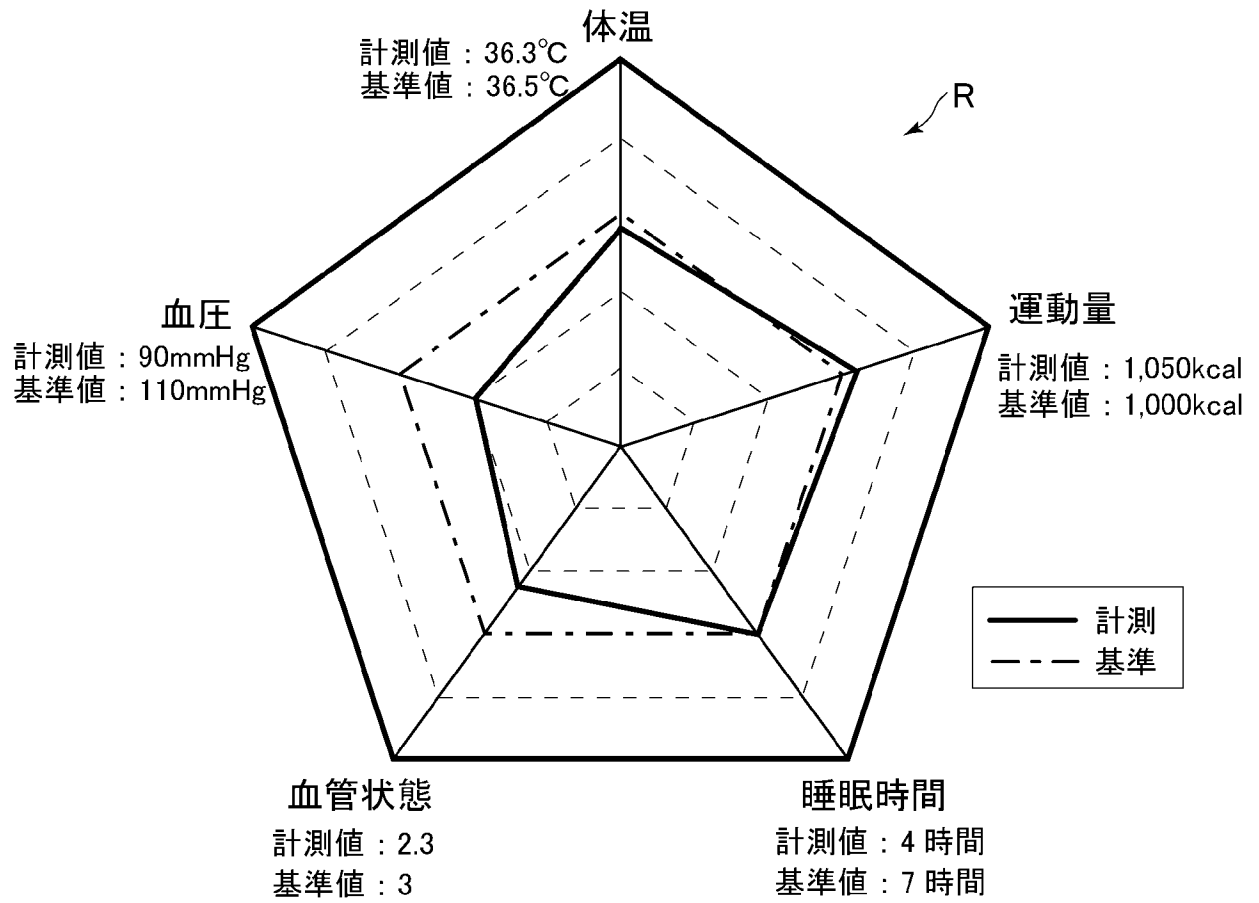 体温
計測値：36.3℃
基準値：36.5℃
R
血圧
計測値：90mmHg
基準値：110mmHg
運動量
計測値：1,050kcal
基準値：1,000kcal
計測
基準
血管状態
計測値：2.3
基準値：3
睡眠時間
計測値：4 時間
基準値：7 時間